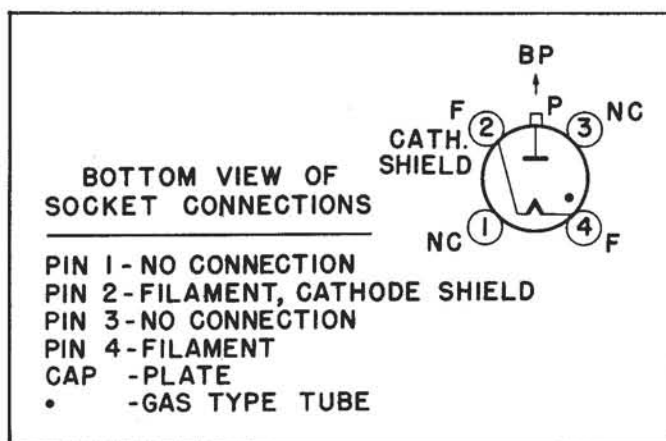 BP
F
2
P
3
NC
CATH.
SHIELD
BOTTOM VIEW OF
SOCKET CONNECTIONS
NC
1
4
F
PIN 1 - NO CONNECTION
PIN 2 - FILAMENT, CATHODE SHIELD
PIN 3 - NO CONNECTION
PIN 4 - FILAMENT
CAP - PLATE
• - GAS TYPE TUBE